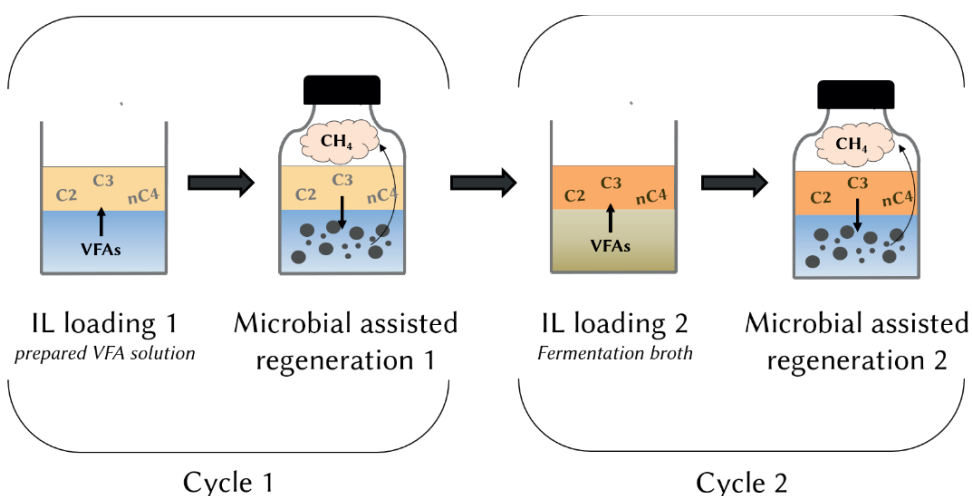 C2 C3 nC4
VFAs
IL loading 1
prepared VFA solution
CH4
C2 C3 nC4
Microbial assisted
regeneration 1
Cycle 1
C2 C3 nC4
VFAs
IL loading 2
Fermentation broth
CH4
C2 C3 nC4
Microbial assisted
regeneration 2
Cycle 2